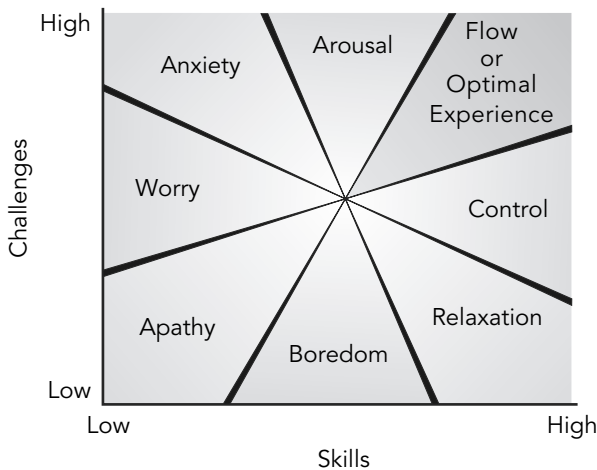 High
Anxiety
Arousal
Flow
or
Optimal
Experience
Challenges
Worry
Control
Apathy
Boredom
Relaxation
Low
Low
High
Skills